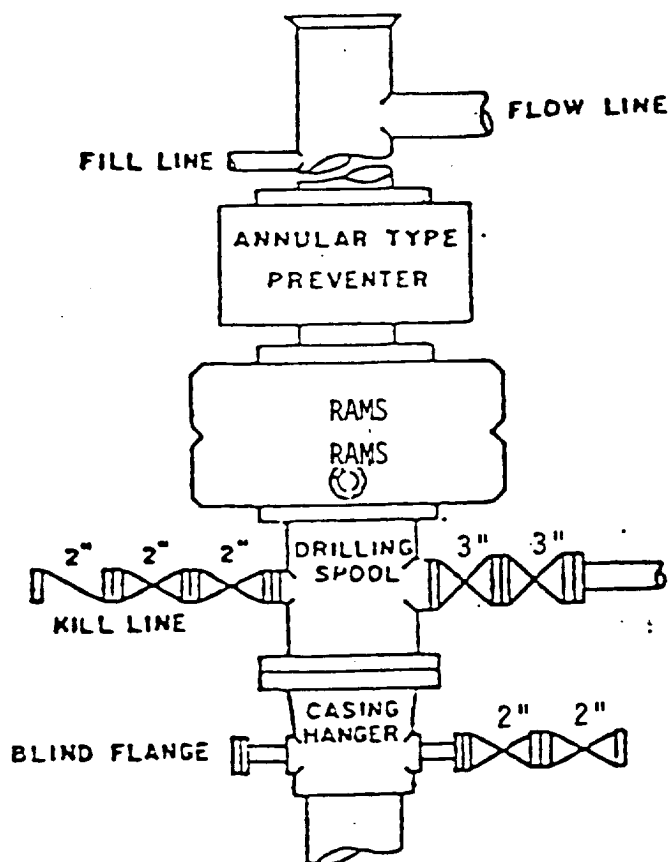 FLOW LINE
FILL LINE
ANNULAR TYPE
PREVENTER
RAMS
RAMS
2" 2" 2"
DRILLING
SPOOL
3" 3"
KILL LINE
CASING
HANGER
2" 2"
BLIND FLANGE